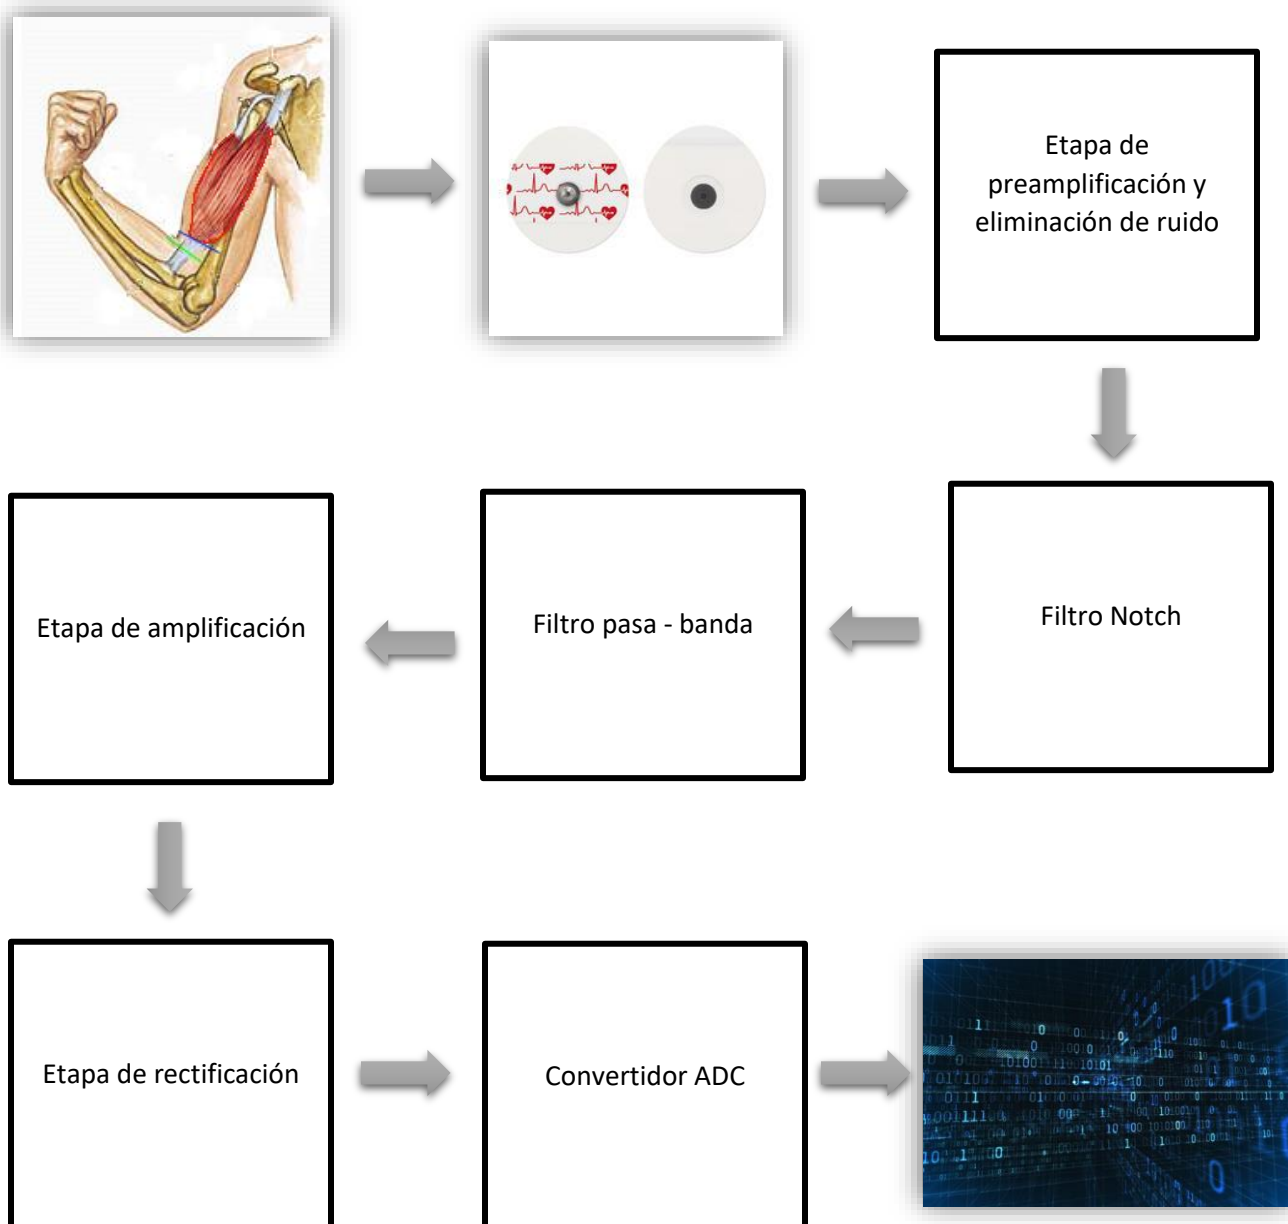 Etapa de
preamplificación y
eliminación de ruido
Filtro Notch
Filtro pasa - banda
Etapa de amplificación
Etapa de rectificación
Convertidor ADC